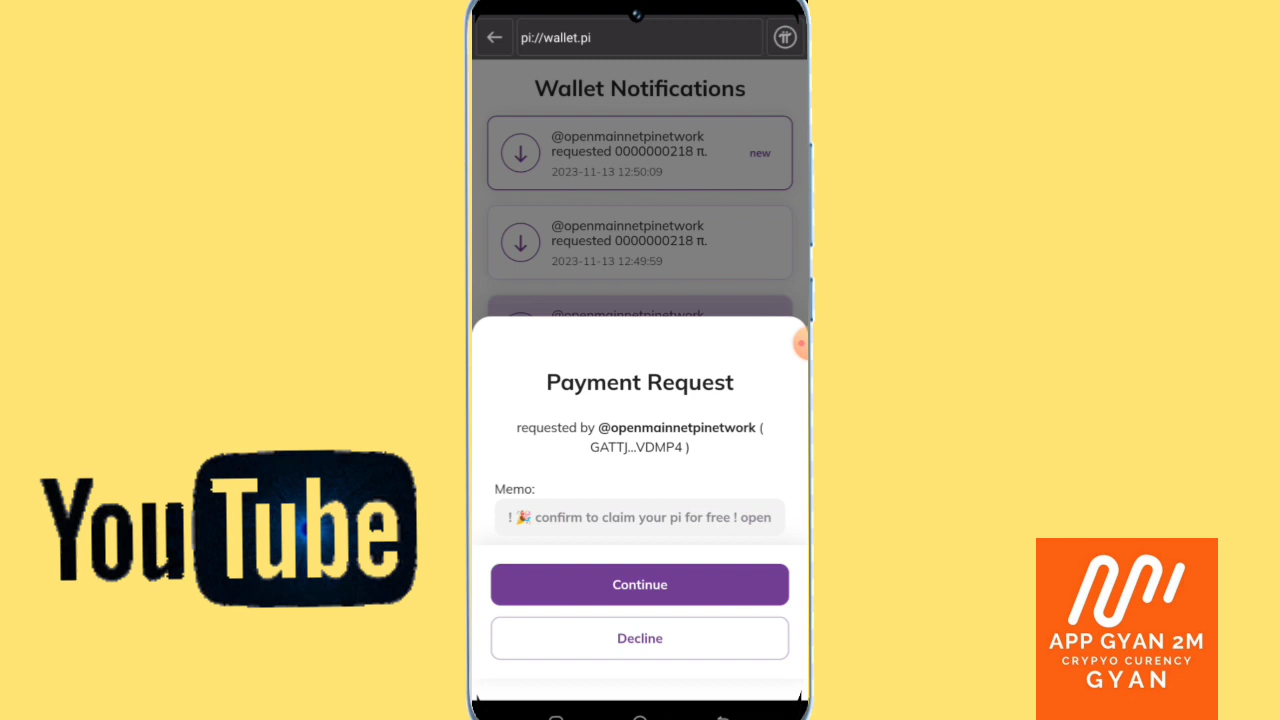 pi://wallet.pi
Wallet Notifications
@openmainnetpinetwork
requested 0000000218 π.
new
2023-11-13 12:50:09
@openmainnetpinetwork
requested 0000000218 π.
2023-11-13 12:49:59
@openmainnetpinetwork
Payment Request
requested by @openmainnetpinetwork (
GATTJ...VDMP4 )
Memo:
! 🎉 confirm to claim your pi for free ! open
Continue
Decline
YouTube
APP GYAN 2M
CRYPYO CURENCY
GYAN